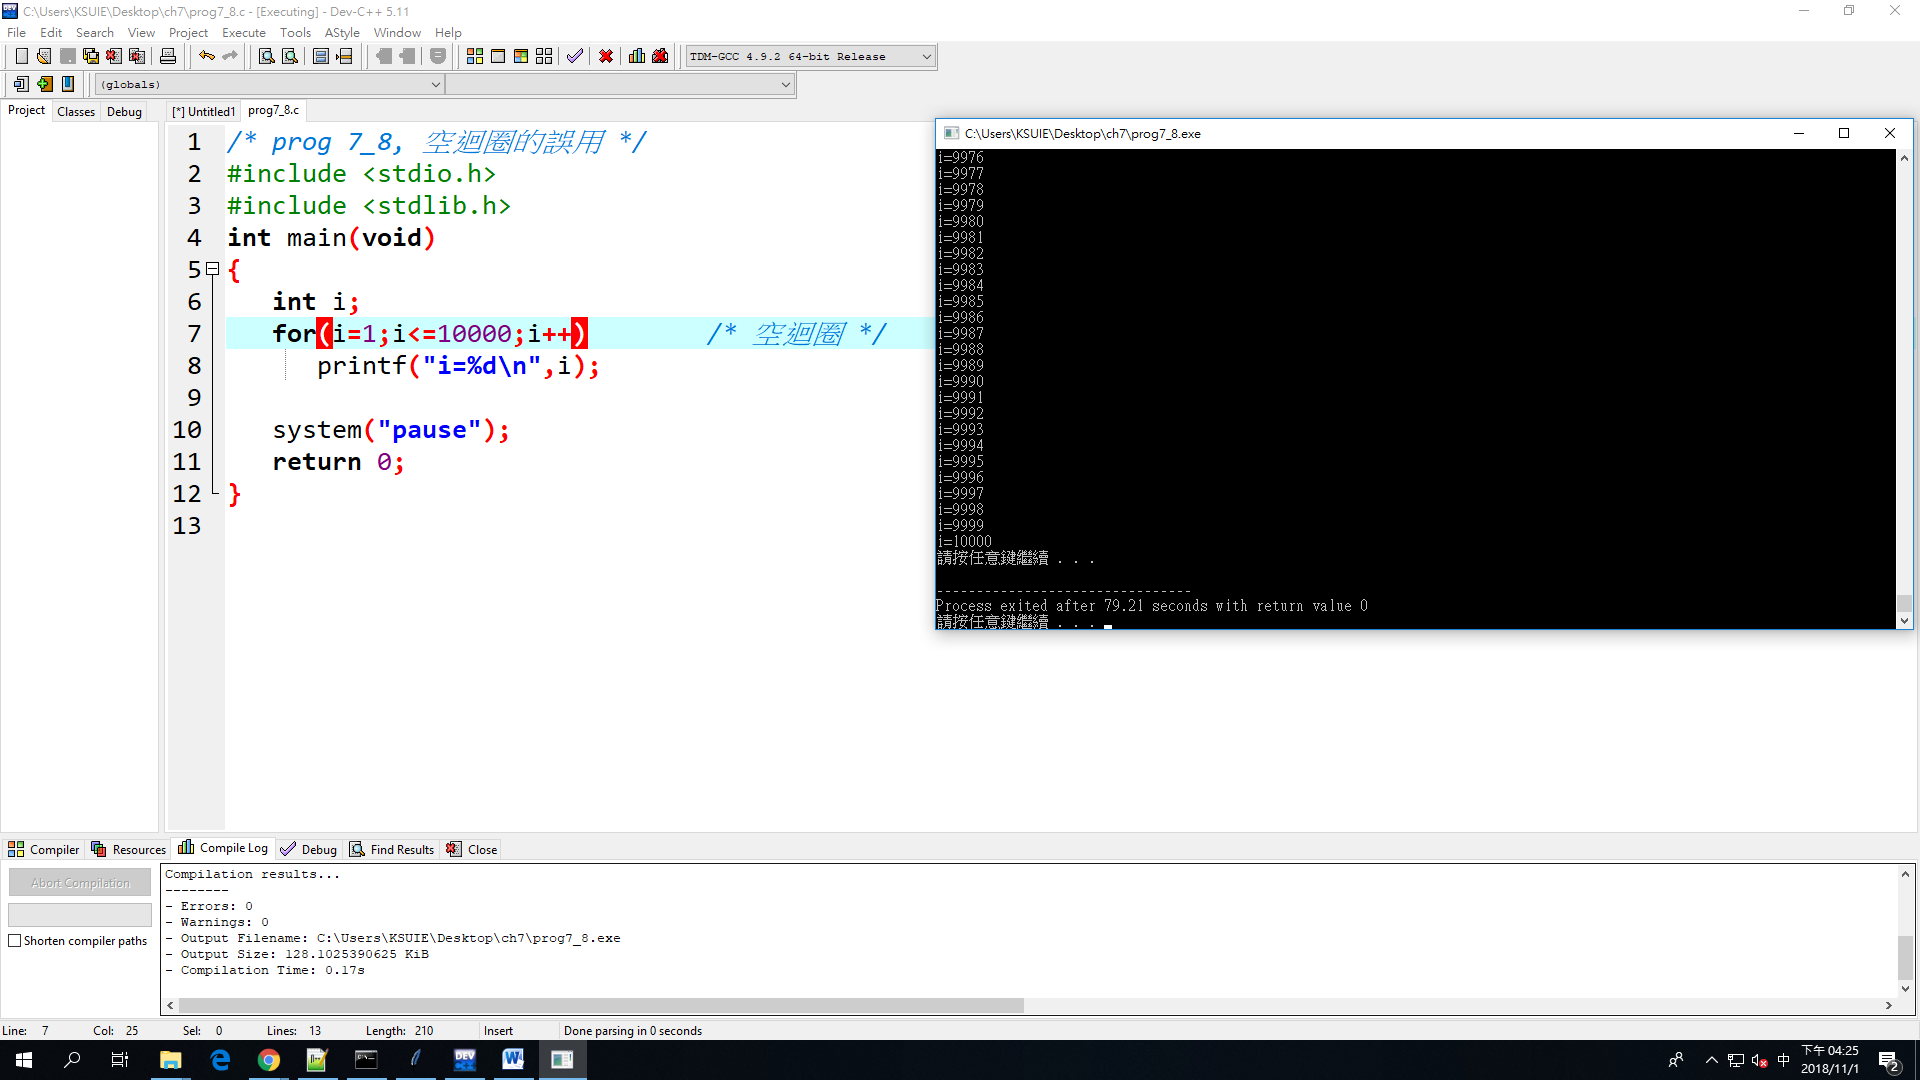 C:\Users\KSUIE\Desktop\ch7\prog7_8.c - [Executing] - Dev-C++ 5.11
File Edit Search View Project Execute Tools AStyle Window Help
TDM-GCC 4.9.2 64-bit Release
(globals)
Project Classes Debug
[*] Untitled1 prog7_8.c
1 /* prog 7_8, 空迴圈的誤用 */
2 #include <stdio.h>
3 #include <stdlib.h>
4 int main(void)
5 {
6 int i;
7 for(i=1;i<=10000;i++) /* 空迴圈 */
8 printf("i=%d\n",i);
9
10 system("pause");
11 return 0;
12 }
13
C:\Users\KSUIE\Desktop\ch7\prog7_8.exe
i=9976
i=9977
i=9978
i=9979
i=9980
i=9981
i=9982
i=9983
i=9984
i=9985
i=9986
i=9987
i=9988
i=9989
i=9990
i=9991
i=9992
i=9993
i=9994
i=9995
i=9996
i=9997
i=9998
i=9999
i=10000
請按任意鍵繼續 . . .
--------------------------------
Process exited after 79.21 seconds with return value 0
請按任意鍵繼續 . . .
Compiler Resources Compile Log Debug Find Results Close
Abort Compilation
Shorten compiler paths
Compilation results...
--------
- Errors: 0
- Warnings: 0
- Output Filename: C:\Users\KSUIE\Desktop\ch7\prog7_8.exe
- Output Size: 128.1025390625 KiB
- Compilation Time: 0.17s
Line: 7 Col: 25 Sel: 0 Lines: 13 Length: 210 Insert Done parsing in 0 seconds
DEV C++
中
下午 04:25
2018/11/1
2